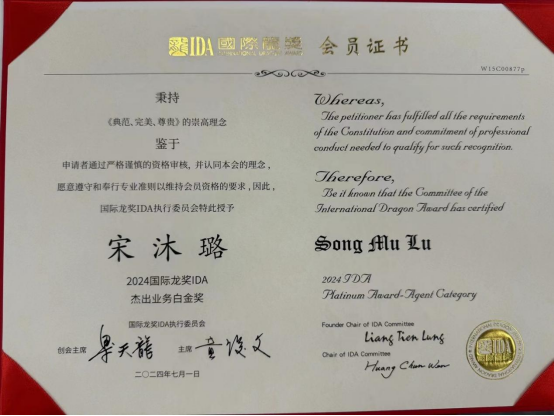 IDA 國際龍獎 会员证书
W15C00877p
秉持
《典范、完美、尊贵》的崇高理念
鉴于
申请者通过严格谨慎的资格审核，并认同本会的理念，
愿意遵守和奉行专业准则以维持会员资格的要求，因此，
国际龙奖IDA执行委员会特此授予
宋沐璐
2024国际龙奖IDA
杰出业务白金奖
国际龙奖IDA执行委员会
创会主席 梁天龍 主席 黄俊文
二〇二四年七月一日
Whereas,
The petitioner has fulfilled all the requirements
of the Constitution and commitment of professional
conduct needed to qualify for such recognition.
Therefore,
Be it known that the Committee of the
International Dragon Award has certified
Song Mu Lu
2024 IDA
Platinum Award-Agent Category
Founder Chair of IDA Committee
Liang Tien Lung
Chair of IDA Committee
Huang Chun Wen
IDA